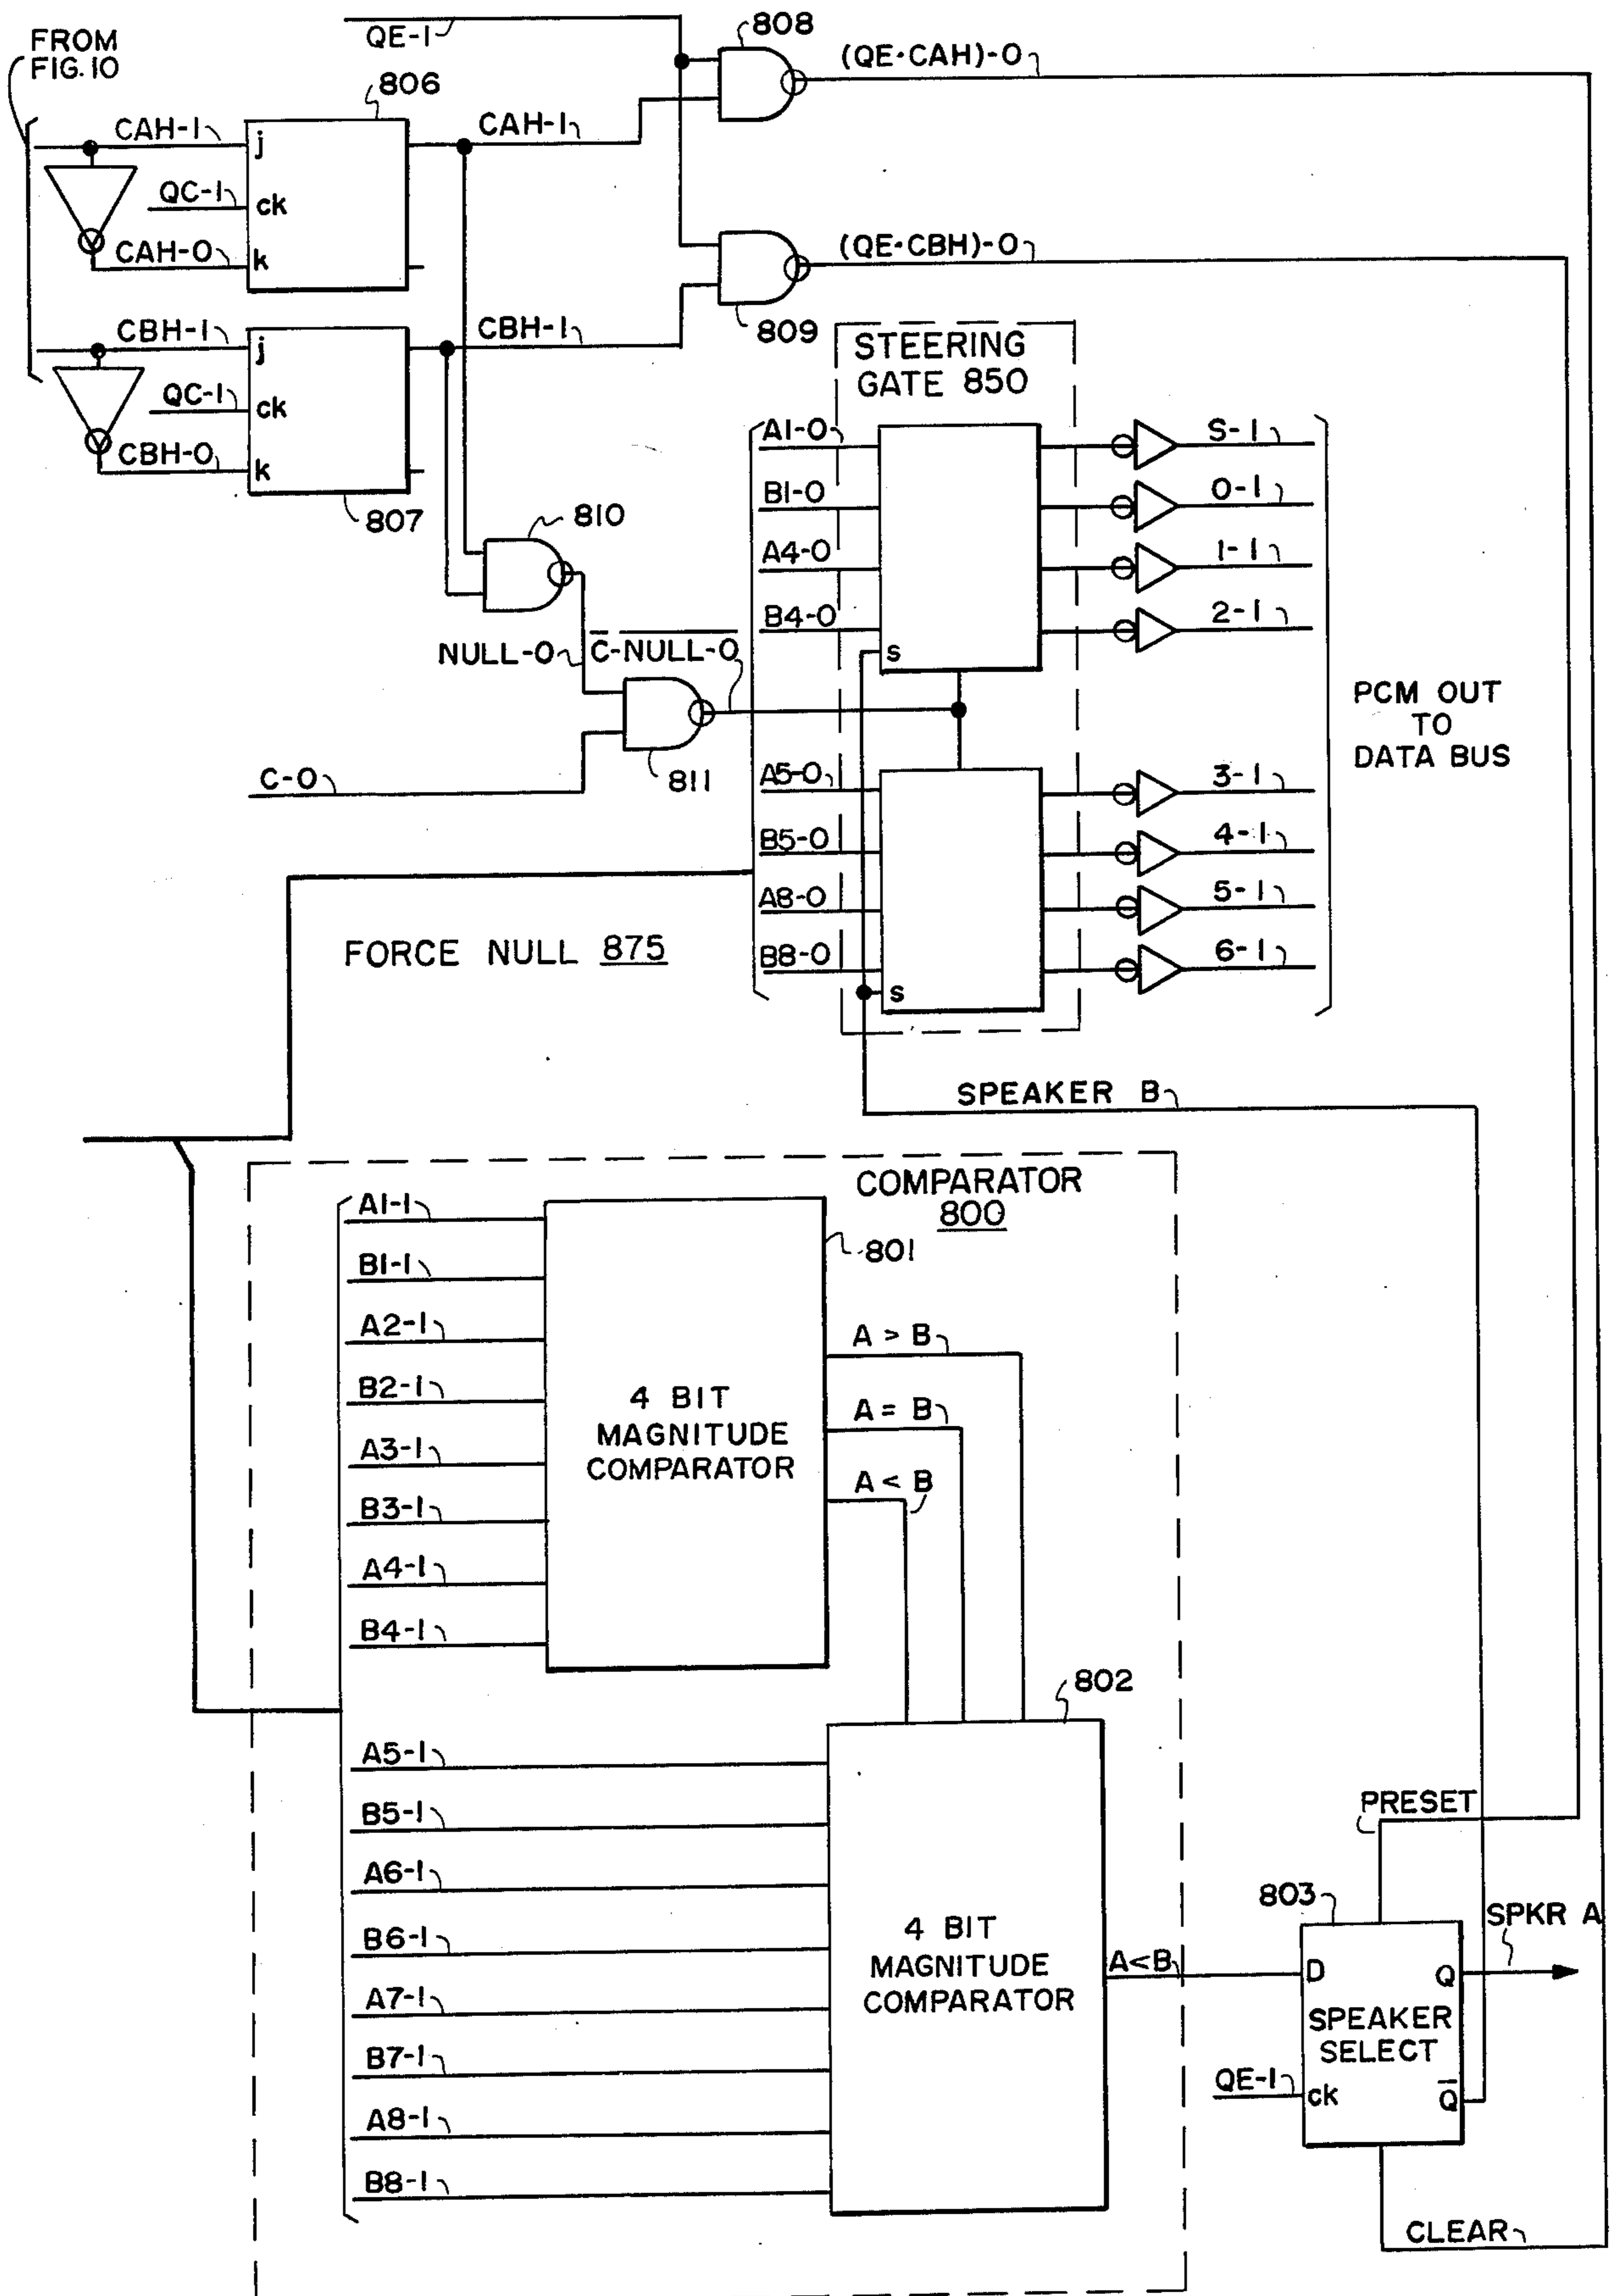 FROM
FIG. 10
QE-1
808
(QE·CAH)-0
806
CAH-1
j
CAH-1
QC-1
ck
CAH-0
k
(QE·CBH)-0
CBH-1
j
CBH-1
809
QC-1
ck
CBH-0
k
807
STEERING
GATE 850
A1-0
S-1
B1-0
0-1
810
A4-0
1-1
B4-0
2-1
s
NULL-0
C-NULL-0
PCM OUT
TO
DATA BUS
C-0
811
A5-0
3-1
B5-0
4-1
A8-0
5-1
FORCE NULL 875
B8-0
6-1
s
SPEAKER B
COMPARATOR
800
A1-1
801
B1-1
A2-1
A > B
B2-1
4 BIT
MAGNITUDE
COMPARATOR
A = B
A3-1
A < B
B3-1
A4-1
B4-1
802
A5-1
B5-1
PRESET
A6-1
803
SPKR A
B6-1
4 BIT
MAGNITUDE
COMPARATOR
A<B
D
Q
A7-1
SPEAKER
SELECT
B7-1
QE-1
ck
Q̅
A8-1
B8-1
CLEAR